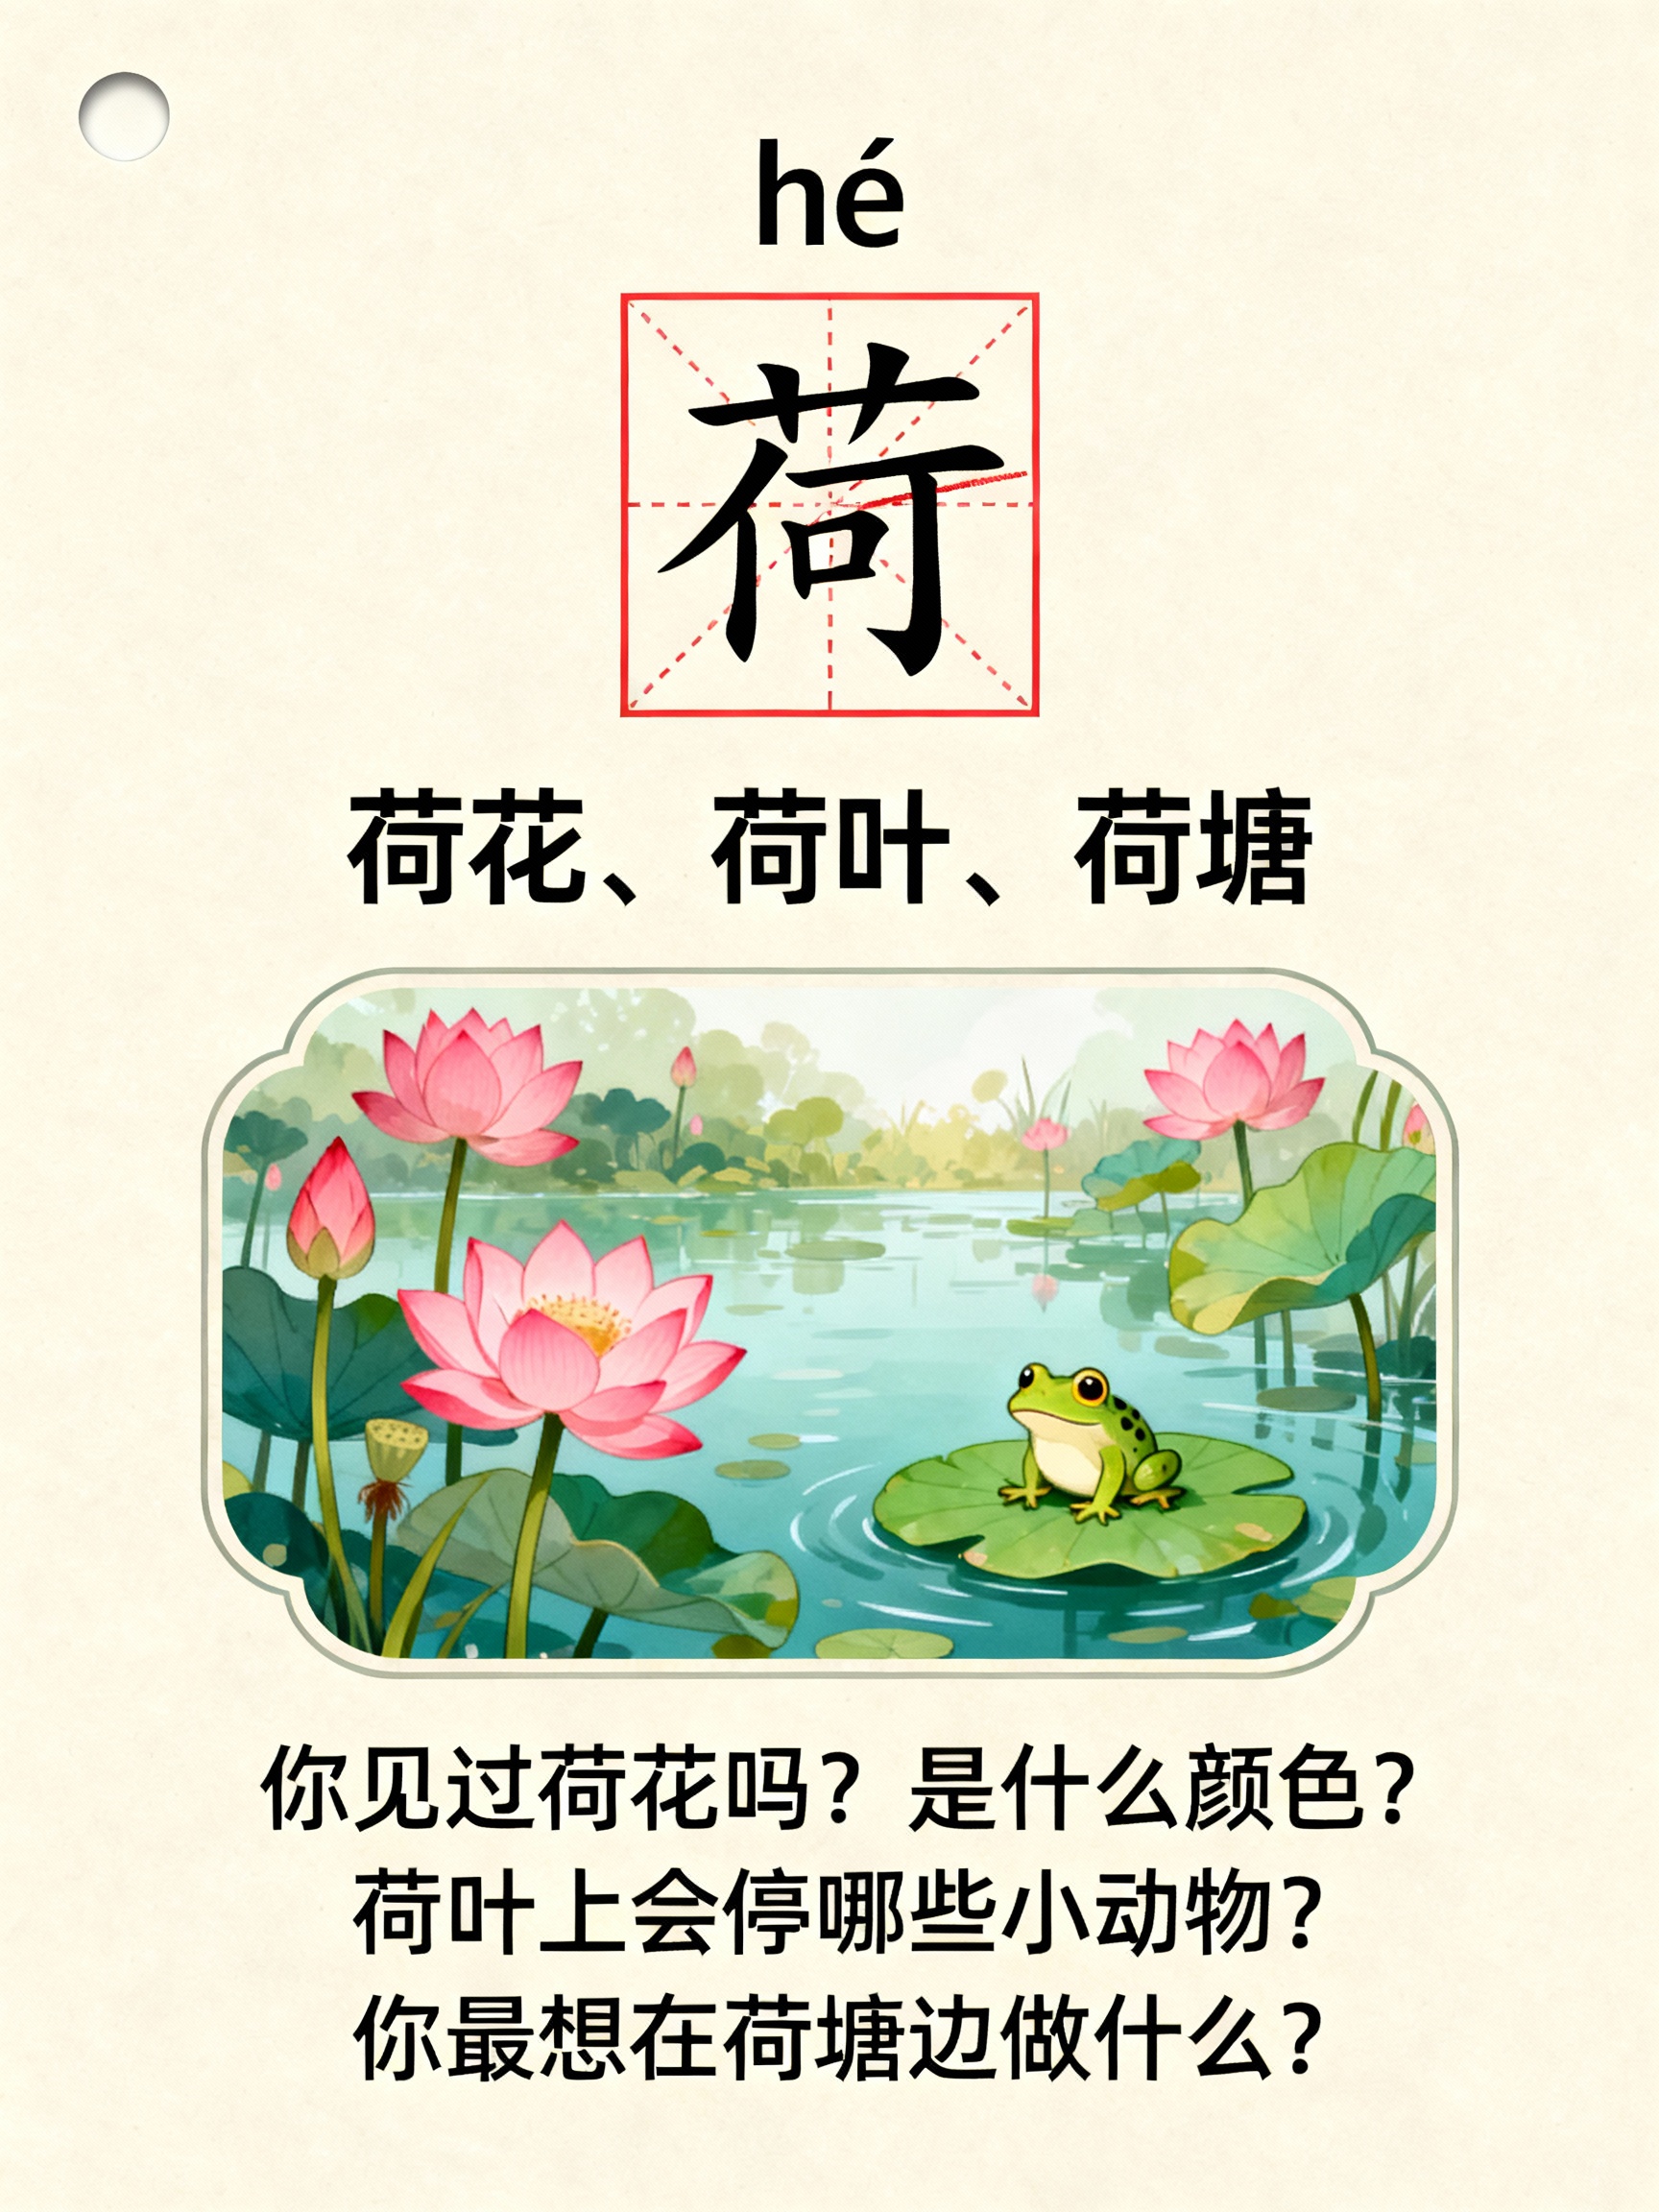 hé
荷
荷花、荷叶、荷塘
你见过荷花吗？是什么颜色？
荷叶上会停哪些小动物？
你最想在荷塘边做什么？